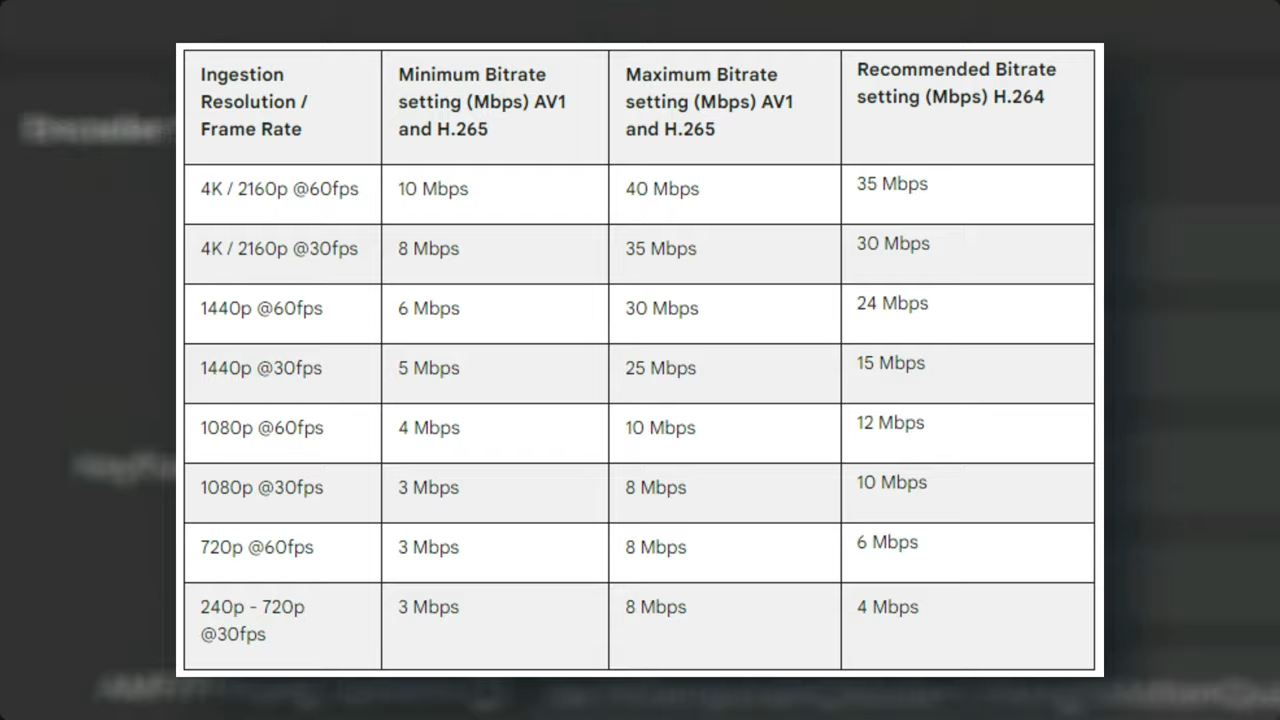 Ingestion
Resolution /
Frame Rate
Minimum Bitrate
setting (Mbps) AV1
and H.265
Maximum Bitrate
setting (Mbps) AV1
and H.265
Recommended Bitrate
setting (Mbps) H.264
4K / 2160p @60fps
10 Mbps
40 Mbps
35 Mbps
4K / 2160p @30fps
8 Mbps
35 Mbps
30 Mbps
1440p @60fps
6 Mbps
30 Mbps
24 Mbps
1440p @30fps
5 Mbps
25 Mbps
15 Mbps
1080p @60fps
4 Mbps
10 Mbps
12 Mbps
1080p @30fps
3 Mbps
8 Mbps
10 Mbps
720p @60fps
3 Mbps
8 Mbps
6 Mbps
240p - 720p
@30fps
3 Mbps
8 Mbps
4 Mbps